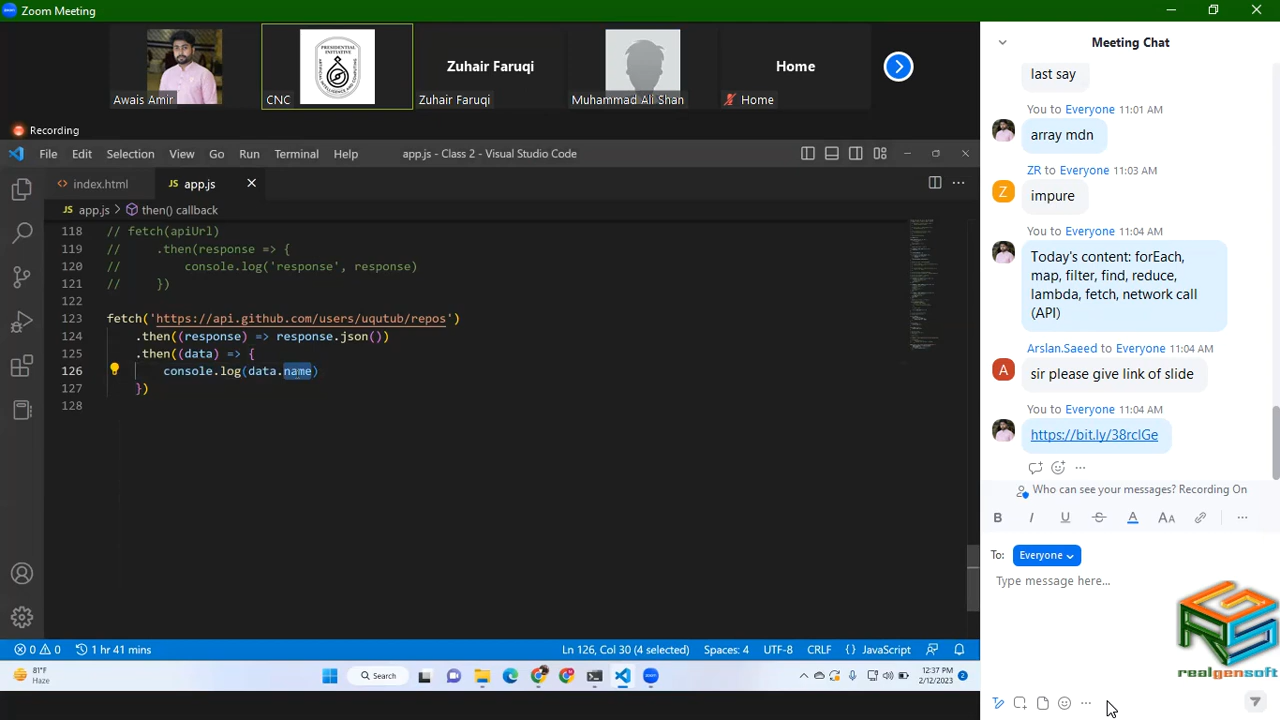 Zoom Meeting
PRESIDENTIAL INITIATIVE
Awais Amir
CNC
Zuhair Faruqi
Zuhair Faruqi
Muhammad Ali Shan
Home
Home
Recording
File Edit Selection View Go Run Terminal Help
app.js - Class 2 - Visual Studio Code
<> index.html
JS app.js
JS app.js > then() callback
118 // fetch(apiUrl)
119 //     .then(response => {
120 //         console.log('response', response)
121 //     })
122
123 fetch('https://api.github.com/users/uqutub/repos')
124     .then((response) => response.json())
125     .then((data) => {
126         console.log(data.name)
127     })
128
0 0 1 hr 41 mins
Ln 126, Col 30 (4 selected) Spaces: 4 UTF-8 CRLF {} JavaScript
81°F
Haze
Search
12:37 PM
2/12/2023
2
Meeting Chat
last say
You to Everyone 11:01 AM
array mdn
ZR to Everyone 11:03 AM
Z
impure
You to Everyone 11:04 AM
Today's content: forEach,
map, filter, find, reduce,
lambda, fetch, network call
(API)
Arslan.Saeed to Everyone 11:04 AM
A
sir please give link of slide
You to Everyone 11:04 AM
https://bit.ly/38rclGe
Who can see your messages? Recording On
B I U S A AA
To: Everyone
Type message here...
realgensoft